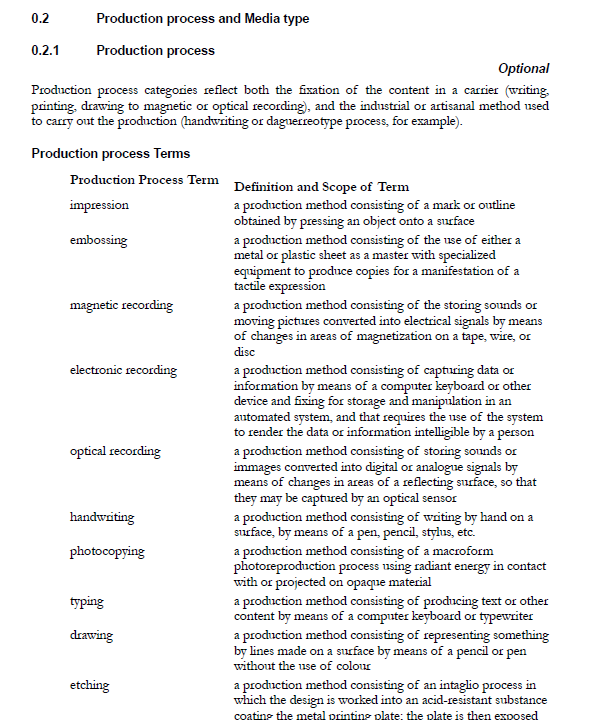 0.2 Production process and Media type
0.2.1 Production process
Optional
Production process categories reflect both the fixation of the content in a carrier (writing,
printing, drawing to magnetic or optical recording), and the industrial or artisanal method used
to carry out the production (handwriting or daguerreotype process, for example).
Production process Terms
Production Process Term Definition and Scope of Term
impression a production method consisting of a mark or outline
obtained by pressing an object onto a surface
embossing a production method consisting of the use of either a
metal or plastic sheet as a master with specialized
equipment to produce copies for a manifestation of a
tactile expression
magnetic recording a production method consisting of the storing sounds or
moving pictures converted into electrical signals by means
of changes in areas of magnetization on a tape, wire, or
disc
electronic recording a production method consisting of capturing data or
information by means of a computer keyboard or other
device and fixing for storage and manipulation in an
automated system, and that requires the use of the system
to render the data or information intelligible by a person
optical recording a production method consisting of storing sounds or
immages converted into digital or analogue signals by
means of changes in areas of a reflecting surface, so that
they may be captured by an optical sensor
handwriting a production method consisting of writing by hand on a
surface, by means of a pen, pencil, stylus, etc.
photocopying a production method consisting of a macroform
photoreproduction process using radiant energy in contact
with or projected on opaque material
typing a production method consisting of producing text or other
content by means of a computer keyboard or typewriter
drawing a production method consisting of representing something
by lines made on a surface by means of a pencil or pen
without the use of colour
etching a production method consisting of an intaglio process in
which the design is worked into an acid-resistant substance
coating the metal printing plate; the plate is then exposed